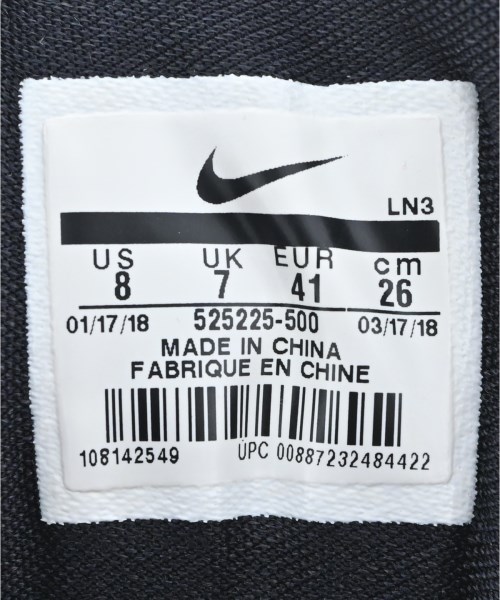 LN3
US UK EUR cm
8 7 41 26
01/17/18 525225-500 03/17/18
MADE IN CHINA
FABRIQUE EN CHINE
108142549 UPC 00887232484422